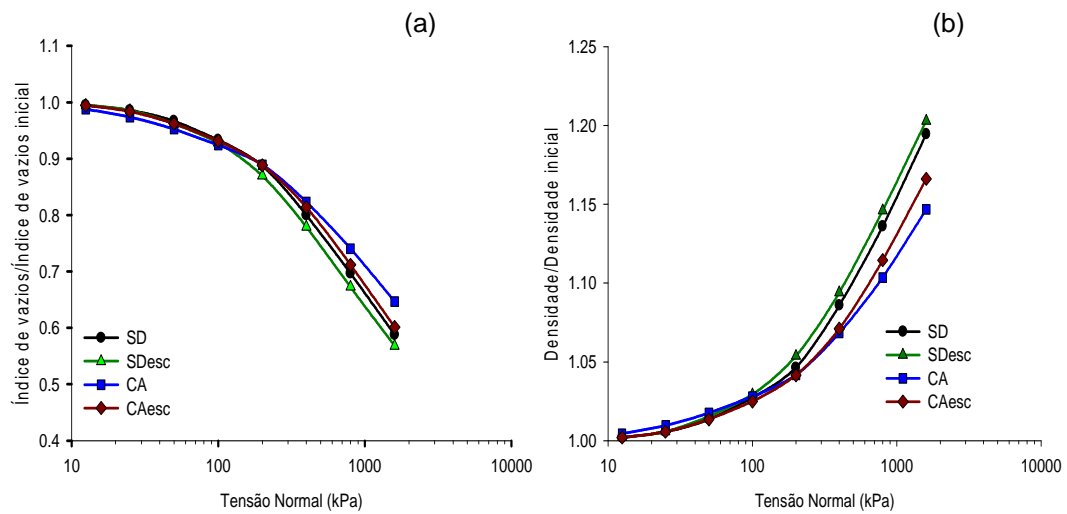 (a)
Índice de vazios/Índice de vazios inicial
1.1
1.0
0.9
0.8
0.7
0.6
0.5
0.4
SD
SDesc
CA
CAesc
10
100
1000
10000
Tensão Normal (kPa)
(b)
Densidade/Densidade inicial
1.25
1.20
1.15
1.10
1.05
1.00
SD
SDesc
CA
CAesc
10
100
1000
10000
Tensão Normal (kPa)